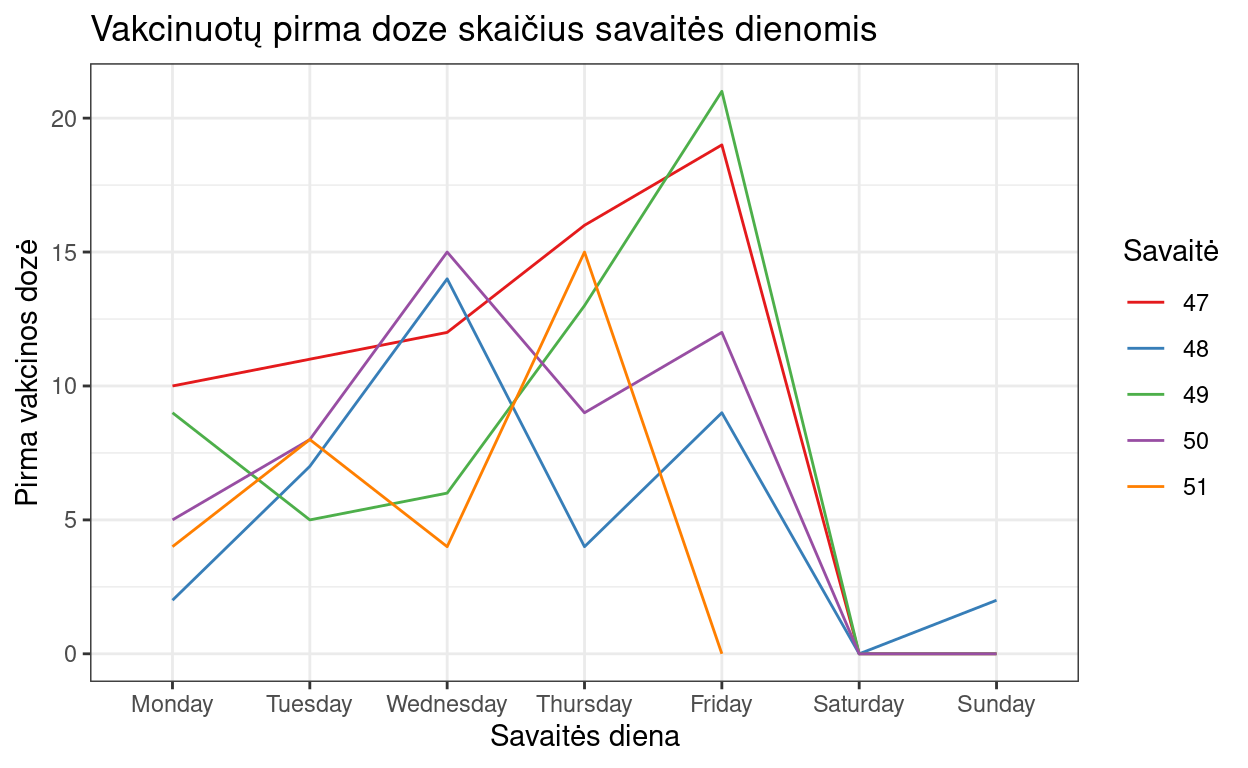 Vakcinuotų pirma doze skaičius savaitės dienomis
Pirma vakcinos dozė
20
15
10
5
0
Monday
Tuesday
Wednesday
Thursday
Friday
Saturday
Sunday
Savaitės diena
Savaitė
47
48
49
50
51